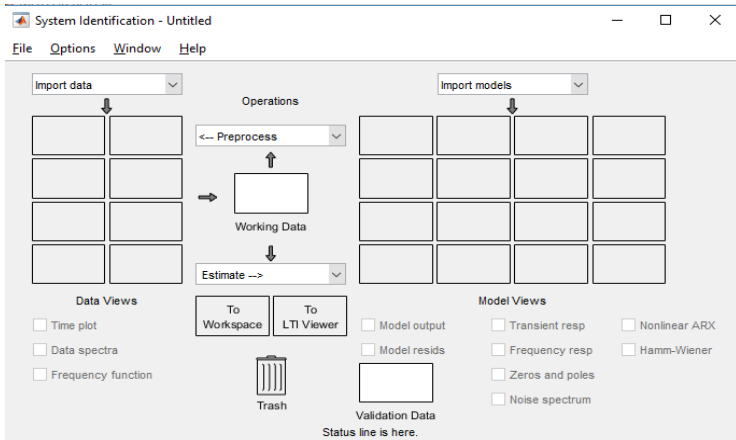 System Identification - Untitled
File Options Window Help
Import data
Import models
Operations
<-- Preprocess
Working Data
Estimate -->
Data Views
Model Views
To Workspace
To LTI Viewer
Time plot
Data spectra
Frequency function
Model output
Model resids
Transient resp
Frequency resp
Zeros and poles
Noise spectrum
Nonlinear ARX
Hamm-Wiener
Trash
Validation Data
Status line is here.